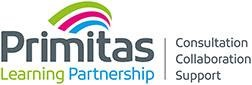 Primitas
Learning Partnership
Consultation
Collaboration
Support